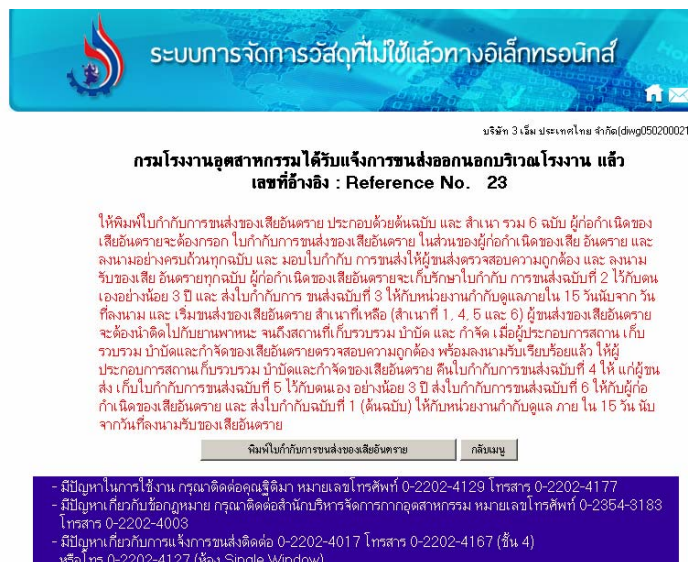 ระบบการจัดการวัสดุที่ไม่ใช้แล้วทางอิเล็กทรอนิกส์
บริษัท 3 เอ็ม ประเทศไทย จำกัด(diwg050200021
กรมโรงงานอุตสาหกรรมได้รับแจ้งการขนส่งออกนอกบริเวณโรงงาน แล้ว
เลขที่อ้างอิง : Reference No. 23
ให้พิมพ์ใบกำกับการขนส่งของเสียอันตราย ประกอบด้วยต้นฉบับ และ สำเนา รวม 6 ฉบับ ผู้ก่อกำเนิดของ
เสียอันตรายจะต้องกรอก ใบกำกับการขนส่งของเสียอันตราย ในส่วนของผู้ก่อกำเนิดของเสีย อันตราย และ
ลงนามอย่างครบถ้วนทุกฉบับ และ มอบใบกำกับ การขนส่งให้ผู้ขนส่งตรวจสอบความถูกต้อง และ ลงนาม
รับของเสีย อันตรายทุกฉบับ ผู้ก่อกำเนิดของเสียอันตรายจะเก็บรักษาใบกำกับ การขนส่งฉบับที่ 2 ไว้กับตน
เองอย่างน้อย 3 ปี และ ส่งใบกำกับการ ขนส่งฉบับที่ 3 ให้กับหน่วยงานกำกับดูแลภายใน 15 วันนับจาก วัน
ที่ลงนาม และ เริ่มขนส่งของเสียอันตราย สำเนาที่เหลือ (สำเนาที่ 1, 4, 5 และ 6) ผู้ขนส่งของเสียอันตราย
จะต้องนำติดไปกับยานพาหนะ จนถึงสถานที่เก็บรวบรวม บำบัด และ กำจัด เมื่อผู้ประกอบการสถาน เก็บ
รวบรวม บำบัดและกำจัดของเสียอันตรายตรวจสอบความถูกต้อง พร้อมลงนามรับเรียบร้อยแล้ว ให้ผู้
ประกอบการสถานเก็บรวบรวม บำบัดและกำจัดของเสียอันตราย คืนใบกำกับการขนส่งฉบับที่ 4 ให้ แก่ผู้ขน
ส่ง เก็บใบกำกับการขนส่งฉบับที่ 5 ไว้กับตนเอง อย่างน้อย 3 ปี ส่งใบกำกับการขนส่งฉบับที่ 6 ให้กับผู้ก่อ
กำเนิดของเสียอันตราย และ ส่งใบกำกับฉบับที่ 1 (ต้นฉบับ) ให้กับหน่วยงานกำกับดูแล ภาย ใน 15 วัน นับ
จากวันที่ลงนามรับของเสียอันตราย
พิมพ์ใบกำกับการขนส่งของเสียอันตราย กลับเมนู
- มีปัญหาในการใช้งาน กรุณาติดต่อคุณฐิติมา หมายเลขโทรศัพท์ 0-2202-4129 โทรสาร 0-2202-4177
- มีปัญหาเกี่ยวกับข้อกฎหมาย กรุณาติดต่อสำนักบริหารจัดการกากอุตสาหกรรม หมายเลขโทรศัพท์ 0-2354-3183
โทรสาร 0-2202-4003
- มีปัญหาเกี่ยวกับการแจ้งการขนส่งติดต่อ 0-2202-4017 โทรสาร 0-2202-4167 (ชั้น 4)
หรือโทร 0-2202-4127 (ห้อง Single Window)